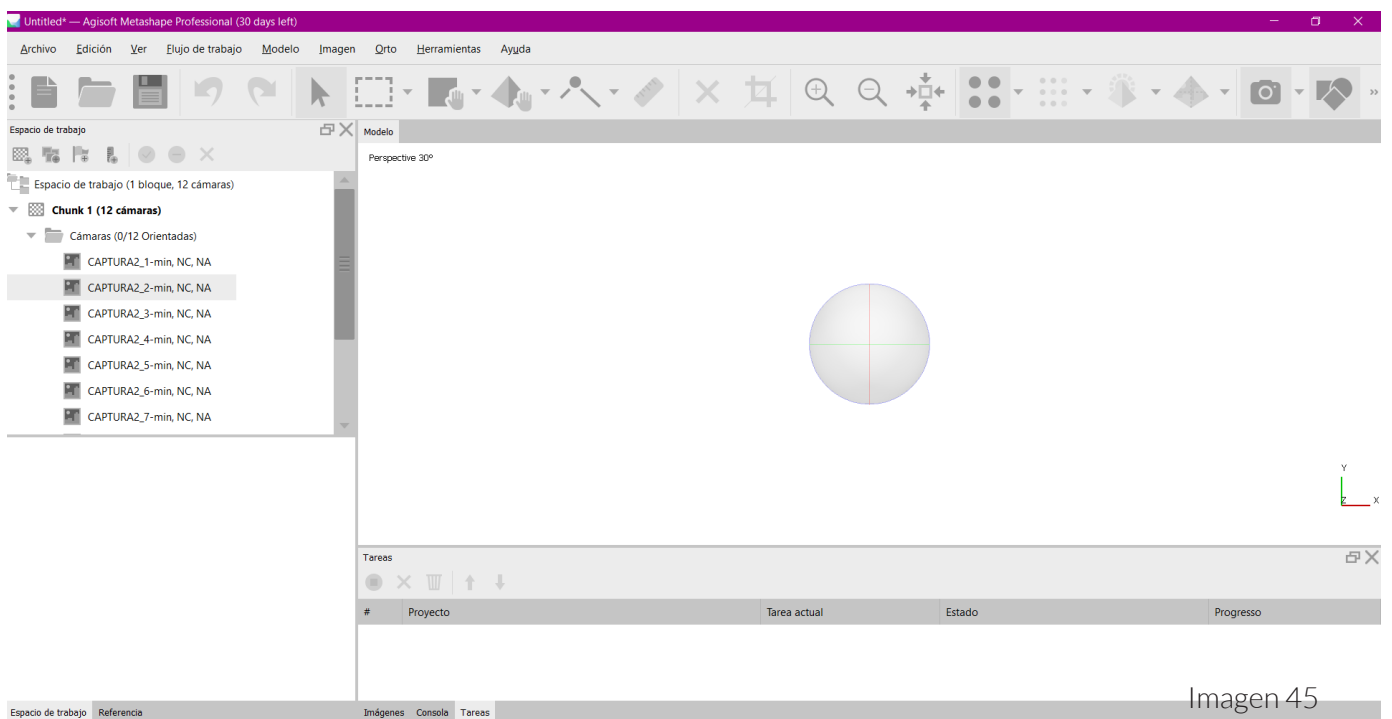 Untitled* — Agisoft Metashape Professional (30 days left)
Archivo Edición Ver Flujo de trabajo Modelo Imagen Orto Herramientas Ayuda
Espacio de trabajo
Espacio de trabajo (1 bloque, 12 cámaras)
Chunk 1 (12 cámaras)
Cámaras (0/12 Orientadas)
CAPTURA2_1-min, NC, NA
CAPTURA2_2-min, NC, NA
CAPTURA2_3-min, NC, NA
CAPTURA2_4-min, NC, NA
CAPTURA2_5-min, NC, NA
CAPTURA2_6-min, NC, NA
CAPTURA2_7-min, NC, NA
Espacio de trabajo Referencia
Modelo
Perspective 30°
Y
Z X
Tareas
# Proyecto Tarea actual Estado Progresso
Imagen 45
Imágenes Consola Tareas